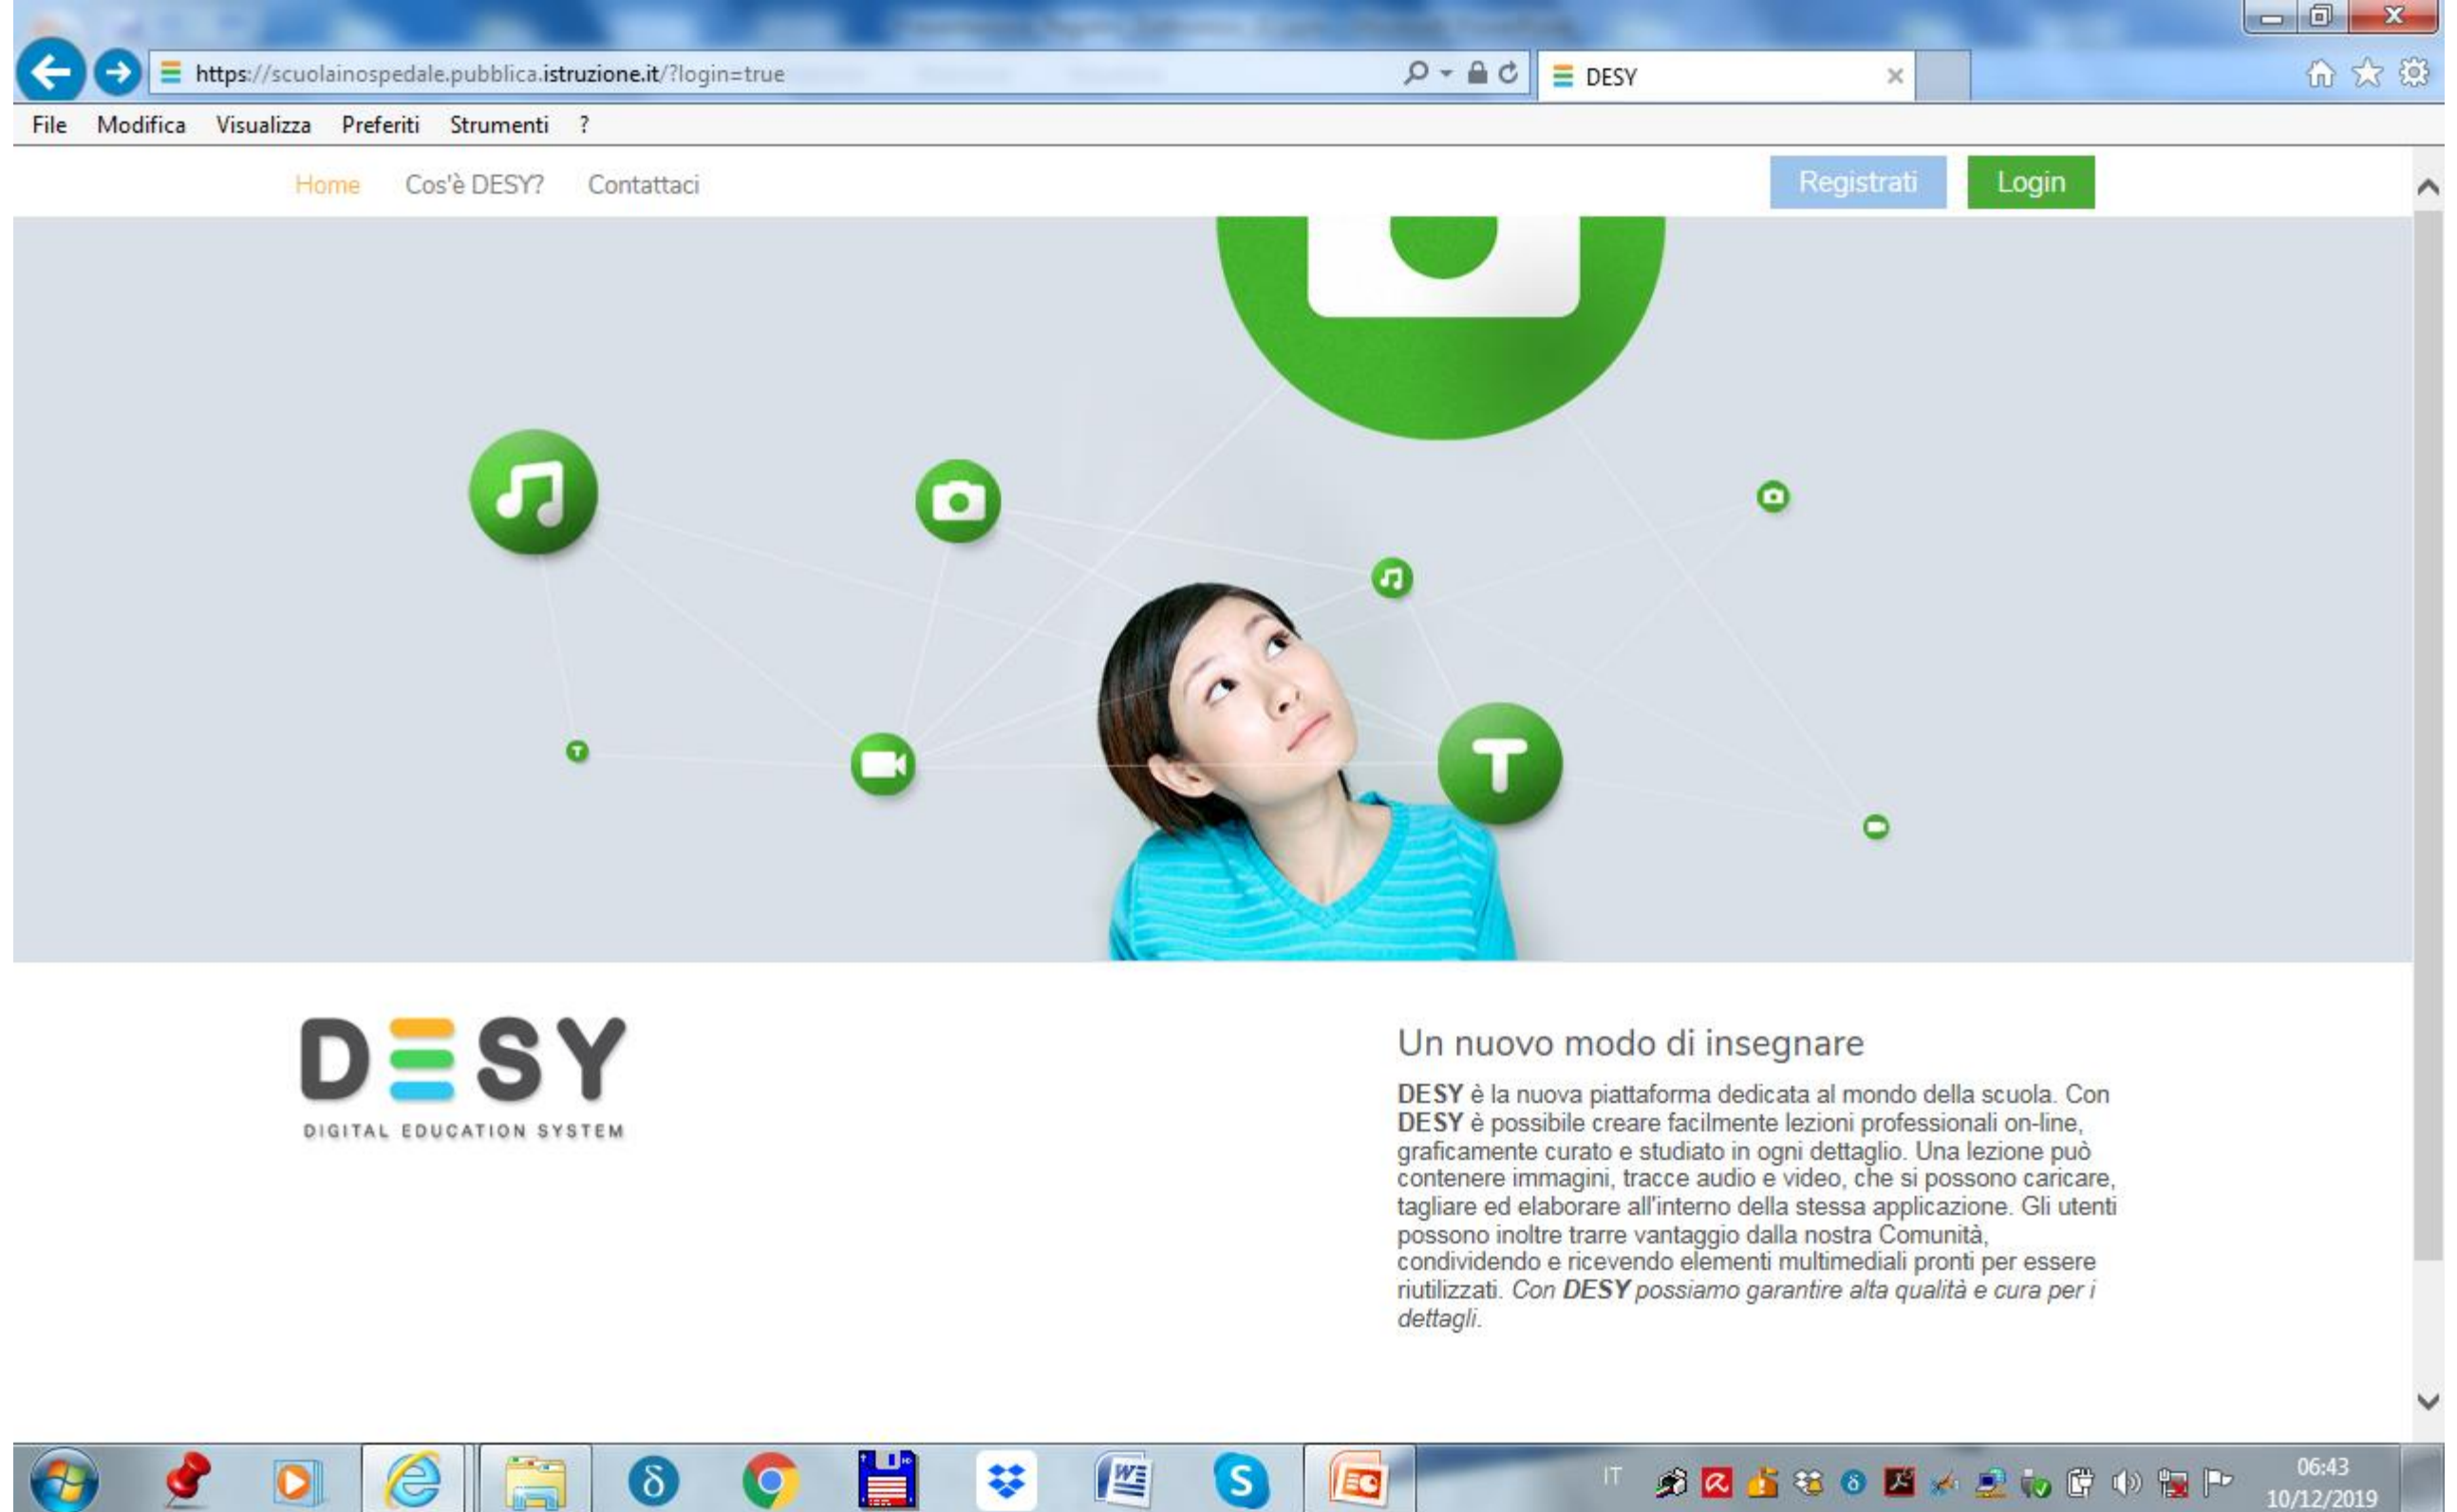 https://scuolainospedale.pubblica.istruzione.it/?login=true
DESY
File Modifica Visualizza Preferiti Strumenti ?
Home Cos'è DESY? Contattaci Registrati Login
T
T
DESY
DIGITAL EDUCATION SYSTEM
Un nuovo modo di insegnare
DESY è la nuova piattaforma dedicata al mondo della scuola. Con
DESY è possibile creare facilmente lezioni professionali on-line,
graficamente curato e studiato in ogni dettaglio. Una lezione può
contenere immagini, tracce audio e video, che si possono caricare,
tagliare ed elaborare all'interno della stessa applicazione. Gli utenti
possono inoltre trarre vantaggio dalla nostra Comunità,
condividendo e ricevendo elementi multimediali pronti per essere
riutilizzati. Con DESY possiamo garantire alta qualità e cura per i
dettagli.
IT
06:43
10/12/2019